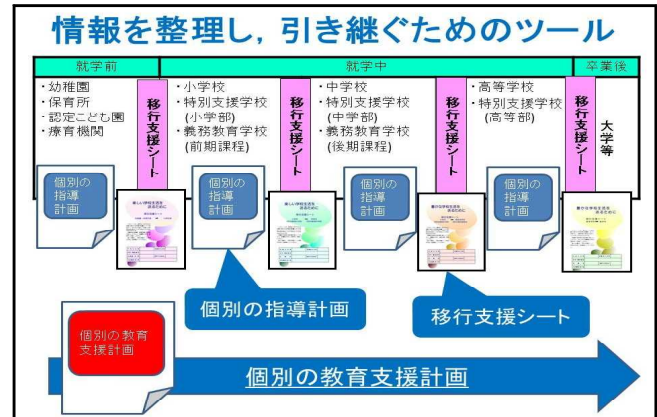 情報を整理し，引き継ぐためのツール
就学前
就学中
卒業後
・幼稚園
・保育所
・認定こども園
・療育機関
移行支援シート
・小学校
・特別支援学校
(小学部)
・義務教育学校
(前期課程)
移行支援シート
・中学校
・特別支援学校
(中学部)
・義務教育学校
(後期課程)
移行支援シート
・高等学校
・特別支援学校
(高等部)
移行支援シート
大学等
個別の
指導
計画
個別の
指導
計画
個別の
指導
計画
個別の
指導
計画
個別の指導計画
移行支援シート
個別の教育
支援計画
個別の教育支援計画